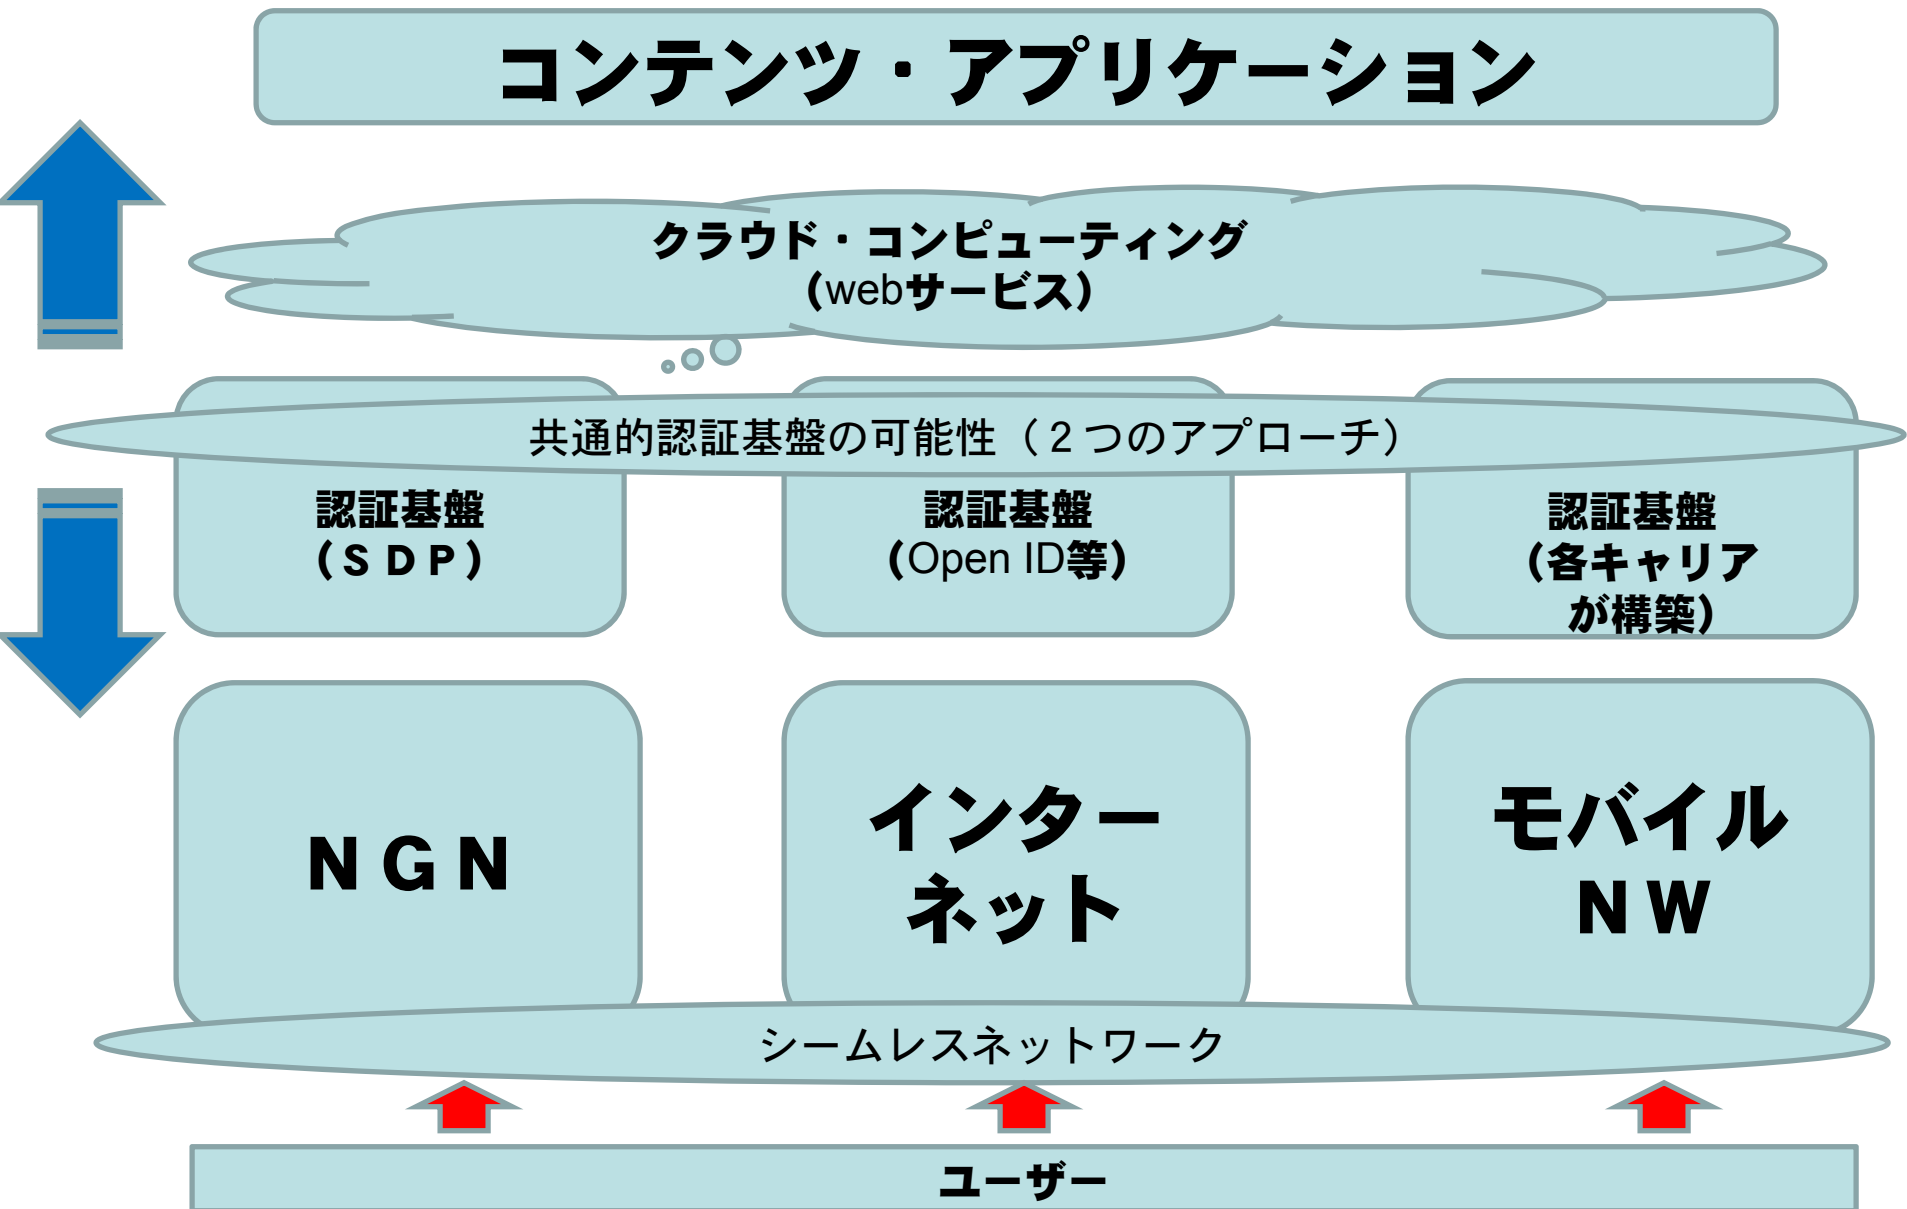 コンテンツ・アプリケーション
クラウド・コンピューティング
(webサービス)
共通的認証基盤の可能性（２つのアプローチ）
認証基盤
(ＳＤＰ)
認証基盤
(Open ID等)
認証基盤
(各キャリア
が構築)
ＮＧＮ
インター
ネット
モバイル
ＮＷ
シームレスネットワーク
ユーザー